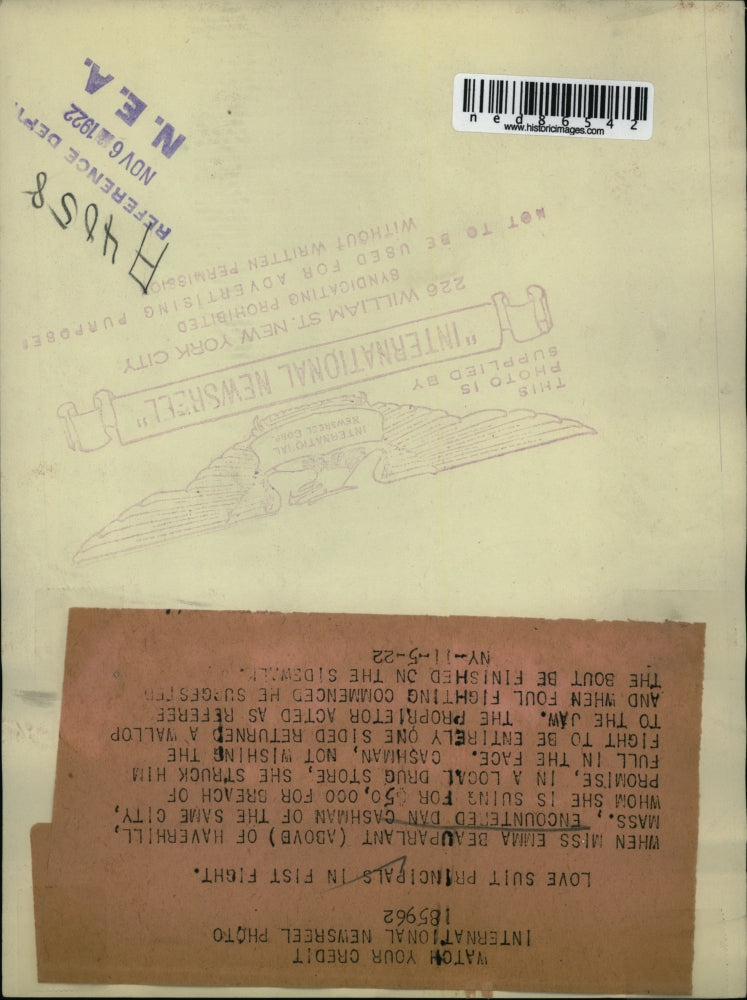 WATCH YOUR CREDIT
INTERNATIONAL NEWSREEL PHOTO
185962
LOVE SUIT PRINCIPALS IN FIST FIGHT.
WHEN MISS EMMA BEAUPARLANT (ABOVE) OF HAVERHILL,
MASS., ENCOUNTERED DAN CASHMAN OF THE SAME CITY,
WHOM SHE IS SUING FOR $50,000 FOR BREACH OF
PROMISE, IN A LOCAL DRUG STORE, SHE STRUCK HIM
FULL IN THE FACE. CASHMAN, NOT WISHING THE
FIGHT TO BE ENTIRELY ONE SIDED RETURNED A WALLOP
TO THE JAW. THE PROPRIETOR ACTED AS REFEREE
AND WHEN FOUL FIGHTING COMMENCED HE SUGGESTED
THE BOUT BE FINISHED ON THE SIDEWALK.
NY-11-5-22
INTERNATIONAL
NEWSREEL CORP
THIS
PHOTO IS
SUPPLIED BY
"INTERNATIONAL NEWSREEL"
226 WILLIAM ST. NEW YORK CITY
SYNDICATING PROHIBITED
NOT TO BE USED FOR ADVERTISING PURPOSES
WITHOUT WRITTEN PERMISSION
A4058
REFERENCE DEPT.
NOV 6 1922
N. E. A.
ned86542
www.historicimages.com